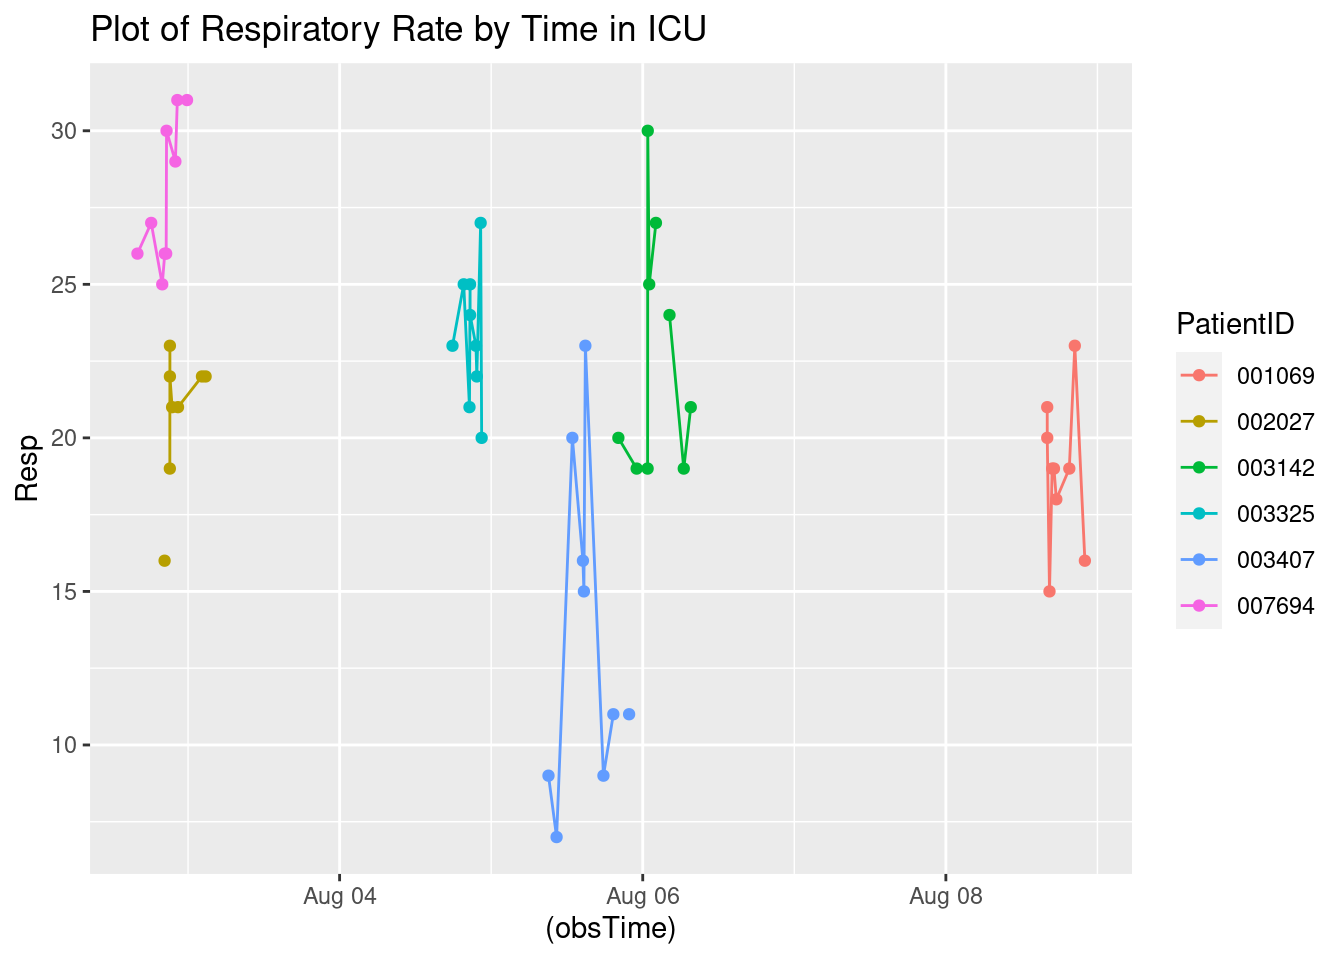 Plot of Respiratory Rate by Time in ICU
30
25
20
15
10
Resp
Aug 04
Aug 06
Aug 08
(obsTime)
PatientID
001069
002027
003142
003325
003407
007694